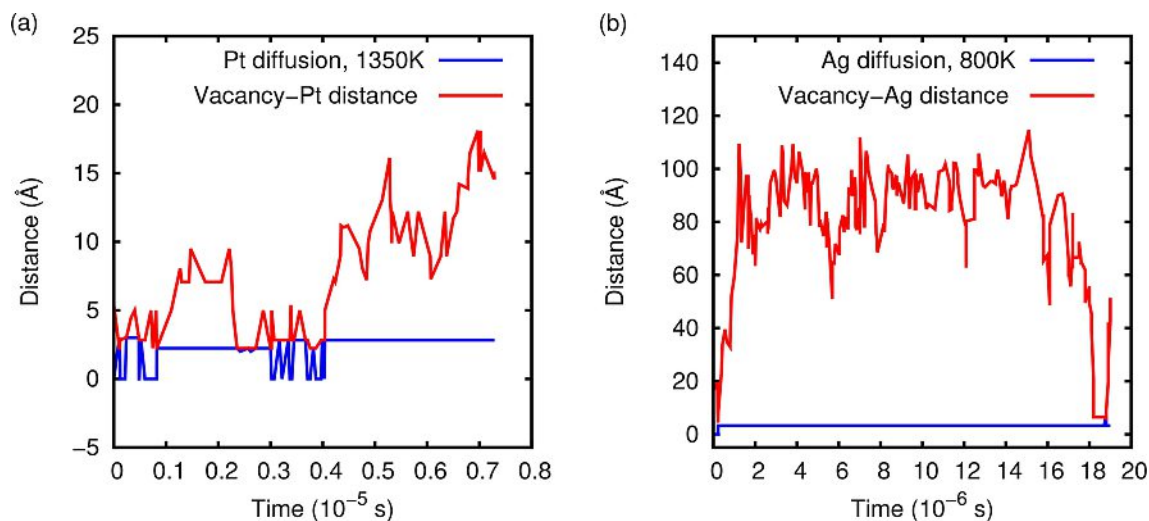 (a)
25
20
15
10
5
0
−5
Distance (Å)
Pt diffusion, 1350K
Vacancy−Pt distance
0 0.1 0.2 0.3 0.4 0.5 0.6 0.7 0.8
Time (10⁻⁵ s)
(b)
140
120
100
80
60
40
20
0
Distance (Å)
Ag diffusion, 800K
Vacancy−Ag distance
0 2 4 6 8 10 12 14 16 18 20
Time (10⁻⁶ s)